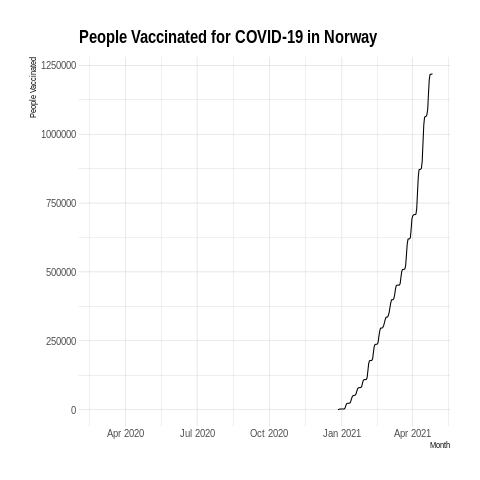 People Vaccinated for COVID-19 in Norway
People Vaccinated
1250000
1000000
750000
500000
250000
0
Apr 2020 Jul 2020 Oct 2020 Jan 2021 Apr 2021
Month